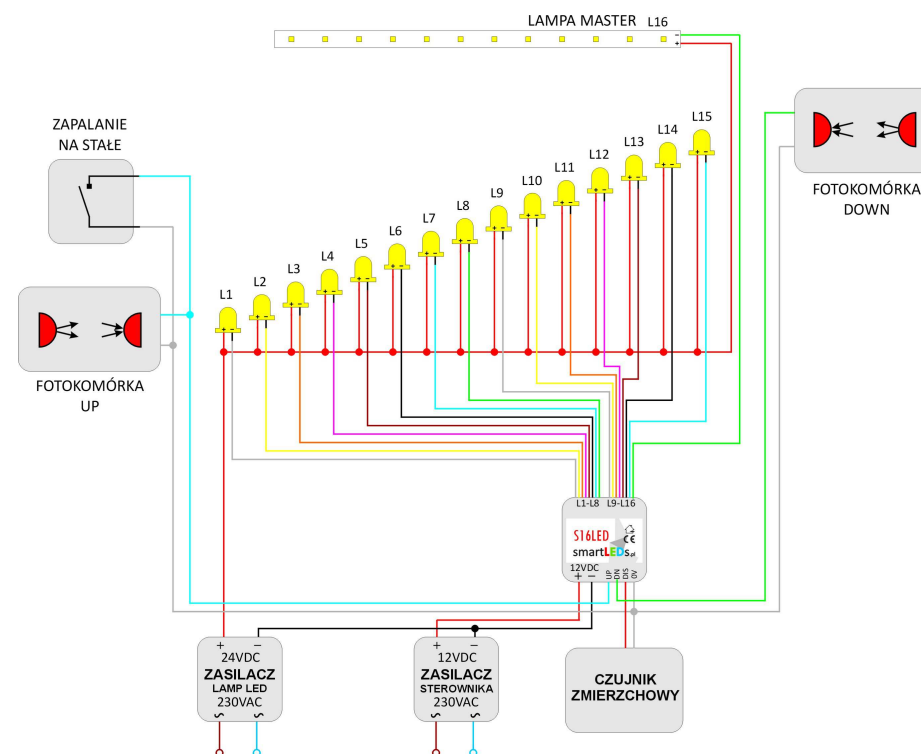 LAMPA MASTER L16
ZAPALANIE
NA STAŁE
FOTOKOMÓRKA
UP
FOTOKOMÓRKA
DOWN
L1
L2
L3
L4
L5
L6
L7
L8
L9
L10
L11
L12
L13
L14
L15
L1-L8 L9-L16
S16LED
CE
smartLEDs.pl
12VDC
+ −
UP
DN
DIS
0V
+ −
24VDC
ZASILACZ
LAMP LED
230VAC
+ −
12VDC
ZASILACZ
STEROWNIKA
230VAC
CZUJNIK
ZMIERZCHOWY